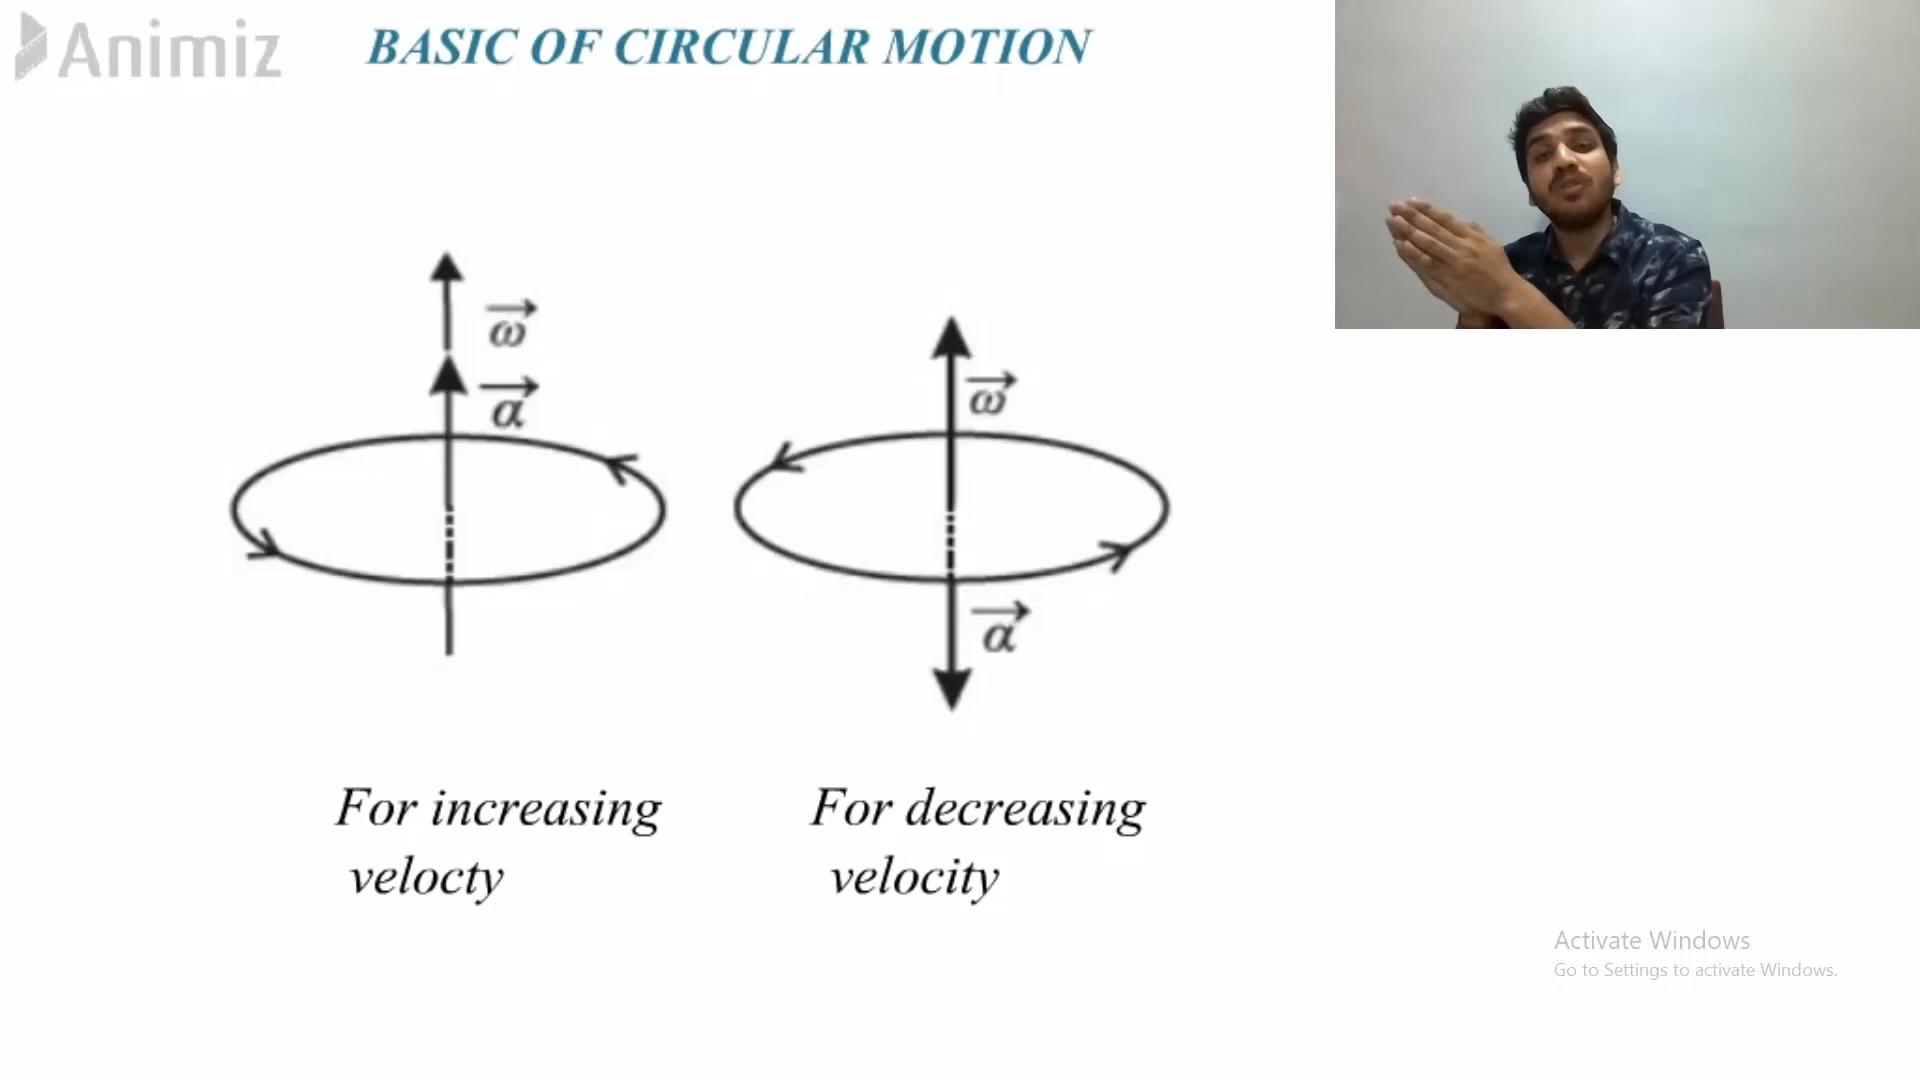 Animiz
BASIC OF CIRCULAR MOTION
ω
α
ω
α
For increasing
velocty
For decreasing
velocity
Activate Windows
Go to Settings to activate Windows.